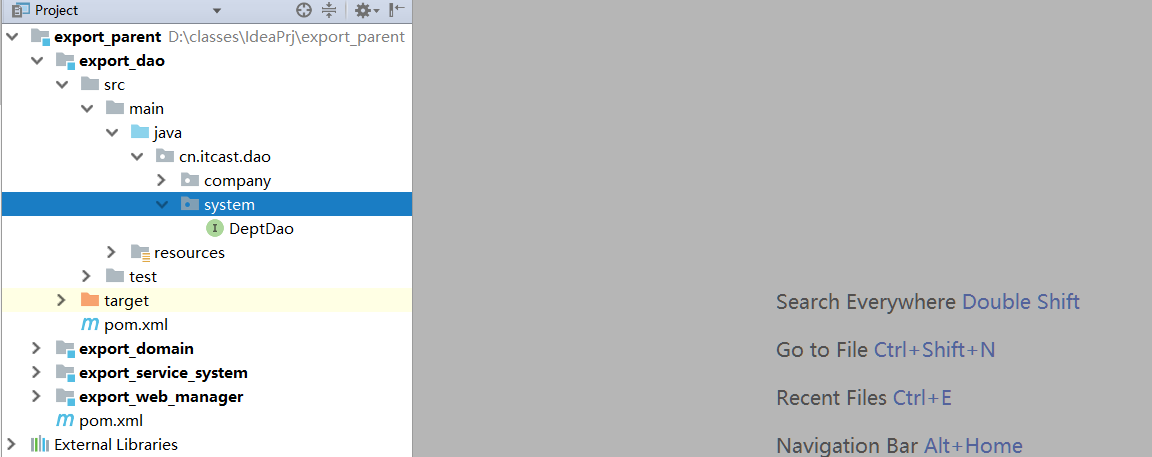 Project
export_parent D:\classes\IdeaPrj\export_parent
export_dao
src
main
java
cn.itcast.dao
company
system
I DeptDao
resources
test
target
m pom.xml
export_domain
export_service_system
export_web_manager
m pom.xml
External Libraries
Search Everywhere Double Shift
Go to File Ctrl+Shift+N
Recent Files Ctrl+E
Navigation Bar Alt+Home